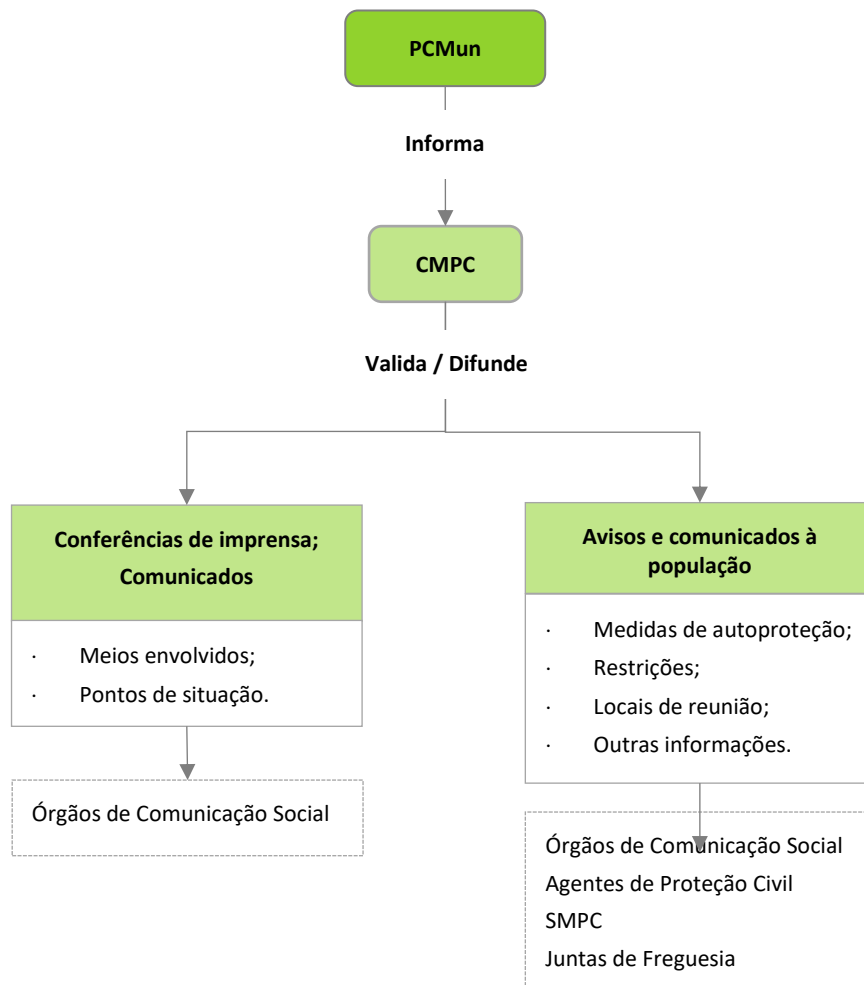 PCMun
Informa
CMPC
Valida / Difunde
Conferências de imprensa;
Comunicados
· Meios envolvidos;
· Pontos de situação.
Órgãos de Comunicação Social
Avisos e comunicados à
população
· Medidas de autoproteção;
· Restrições;
· Locais de reunião;
· Outras informações.
Órgãos de Comunicação Social
Agentes de Proteção Civil
SMPC
Juntas de Freguesia